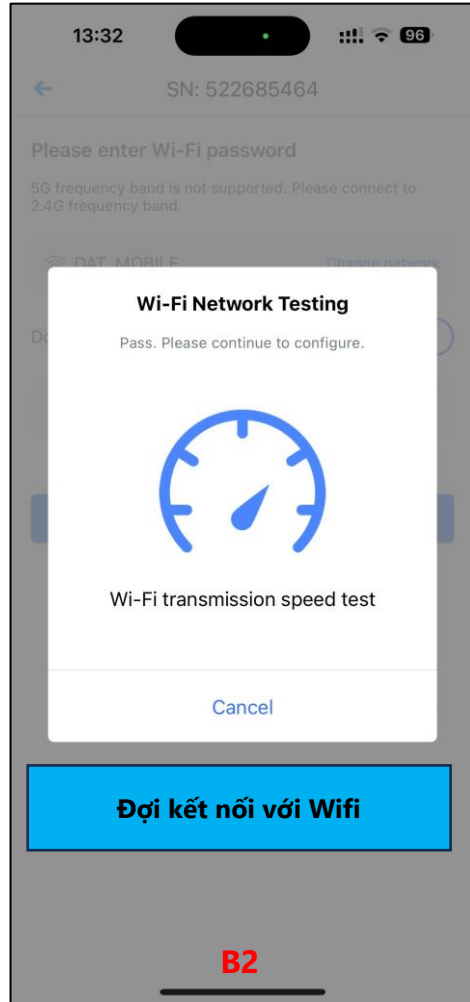 13:32
96
SN: 522685464
Please enter Wi-Fi password
5G frequency band is not supported. Please connect to
2.4G frequency band.
DAT_MOBILE Change network
Do
Wi-Fi Network Testing
Pass. Please continue to configure.
Wi-Fi transmission speed test
Cancel
Đợi kết nối với Wifi
B2